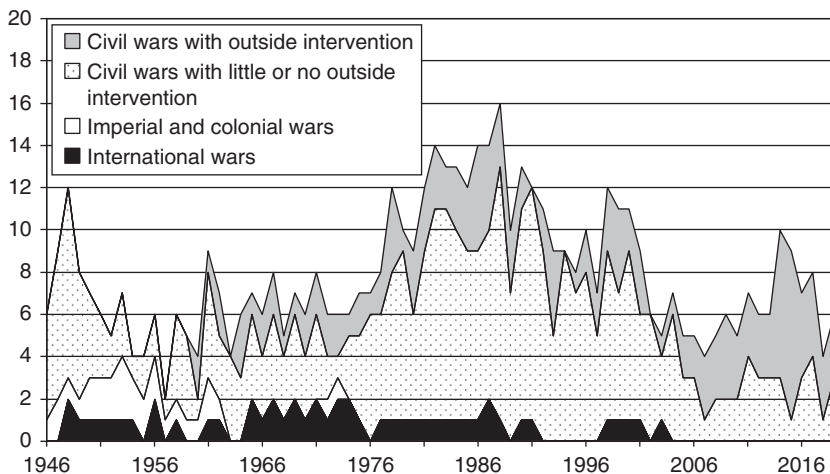 20
18
16
14
12
10
8
6
4
2
0
Civil wars with outside intervention
Civil wars with little or no outside
intervention
Imperial and colonial wars
International wars
1946 1956 1966 1976 1986 1996 2006 2016